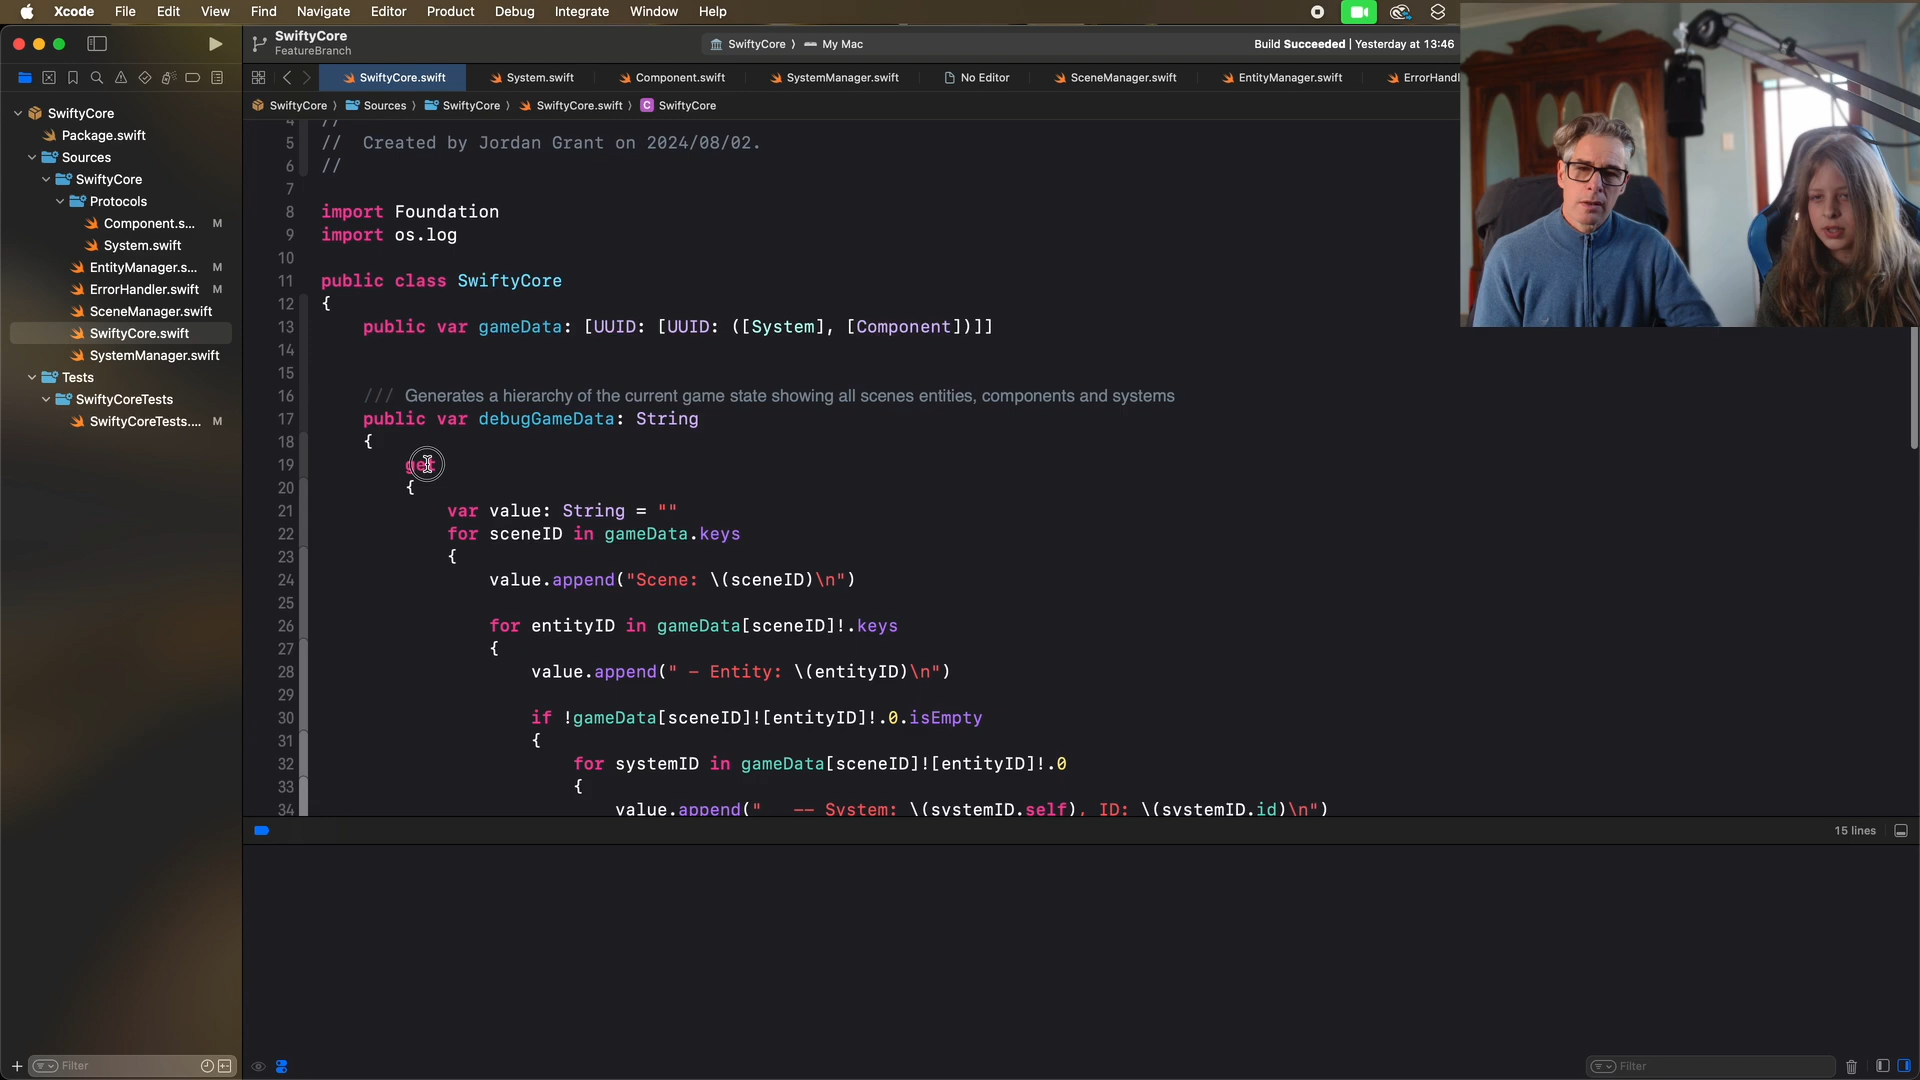 Xcode File Edit View Find Navigate Editor Product Debug Integrate Window Help
SwiftyCore
FeatureBranch
SwiftyCore 〉 My Mac
Build Succeeded | Yesterday at 13:46
SwiftyCore.swift System.swift Component.swift SystemManager.swift No Editor SceneManager.swift EntityManager.swift ErrorHandl
SwiftyCore 〉 Sources 〉 SwiftyCore 〉 SwiftyCore.swift 〉 C SwiftyCore
SwiftyCore
Package.swift
Sources
SwiftyCore
Protocols
Component.s... M
System.swift
EntityManager.s... M
ErrorHandler.swift M
SceneManager.swift
SwiftyCore.swift
SystemManager.swift
Tests
SwiftyCoreTests
SwiftyCoreTests.... M
4 //
5 // Created by Jordan Grant on 2024/08/02.
6 //
7
8 import Foundation
9 import os.log
10
11 public class SwiftyCore
12 {
13 public var gameData: [UUID: [UUID: ([System], [Component])]]
14
15
16 /// Generates a hierarchy of the current game state showing all scenes entities, components and systems
17 public var debugGameData: String
18 {
19 get
20 {
21 var value: String = ""
22 for sceneID in gameData.keys
23 {
24 value.append("Scene: \(sceneID)\n")
25
26 for entityID in gameData[sceneID]!.keys
27 {
28 value.append(" - Entity: \(entityID)\n")
29
30 if !gameData[sceneID]![entityID]!.0.isEmpty
31 {
32 for systemID in gameData[sceneID]![entityID]!.0
33 {
34 value.append("   -- System: \(systemID.self), ID: \(systemID.id)\n")
15 lines
Filter
Filter